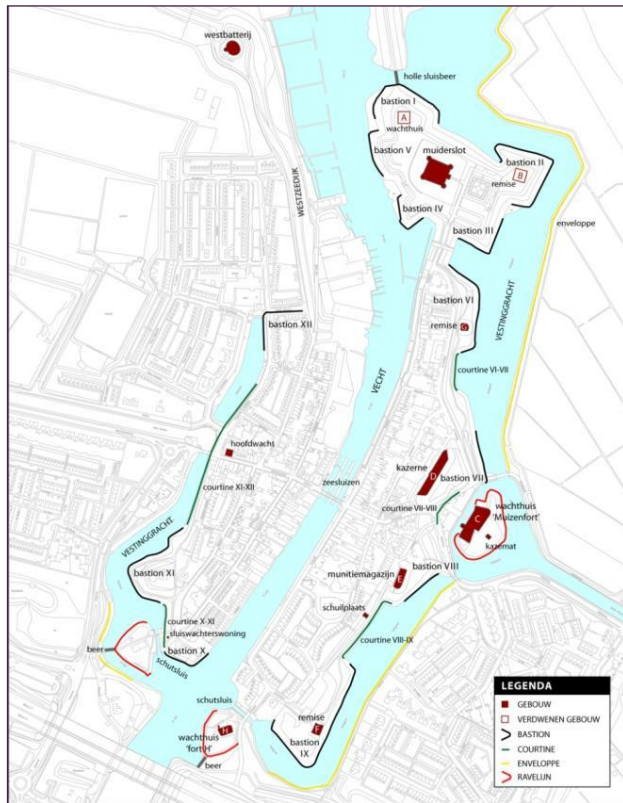 westbatterij
holle sluisbeer
bastion I
A
wachthuis
bastion V
muiderslot
bastion II
B
remise
WESTZEEDIJK
bastion IV
enveloppe
bastion III
bastion VI
VESTINGGRACHT
bastion XII
remise
G
VECHT
courtine VI-VII
hoofdwacht
kazerne
D
zeesluizen
bastion VII
courtine XI-XII
wachthuis
'Muizenfort'
C
courtine VII-VIII
VESTINGGRACHT
kazemat
bastion XI
munitiemagazijn
E
bastion VIII
schuilplaats
courtine X-XI
sluiswachterswoning
courtine VIII-IX
beer
bastion X
schutsluis
schutsluis
remise
H
F
wachthuis
'fort H'
bastion
IX
beer
LEGENDA
GEBOUW
VERDWENEN GEBOUW
BASTION
COURTINE
ENVELOPPE
RAVELIJN